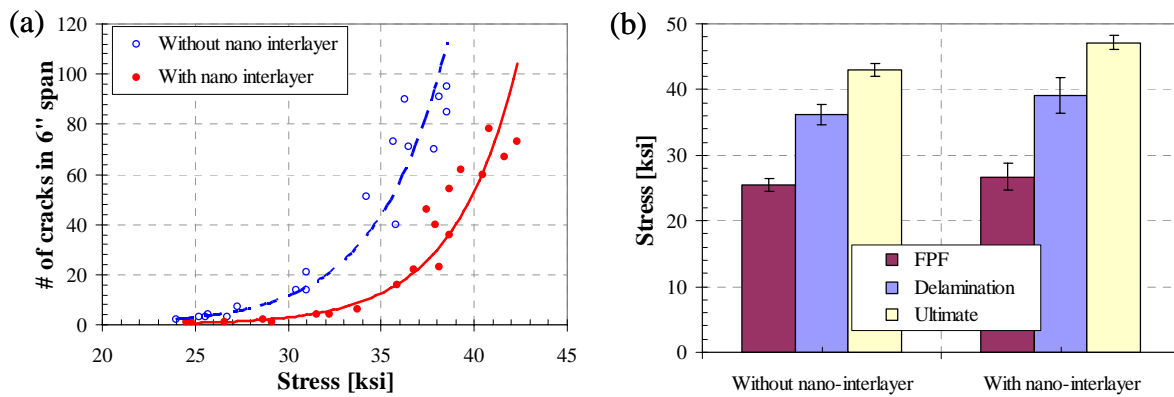 (a)
# of cracks in 6" span
120
100
80
60
40
20
0
Without nano interlayer
With nano interlayer
20 25 30 35 40 45
Stress [ksi]
(b)
Stress [ksi]
50
40
30
20
10
0
FPF
Delamination
Ultimate
Without nano-interlayer With nano-interlayer